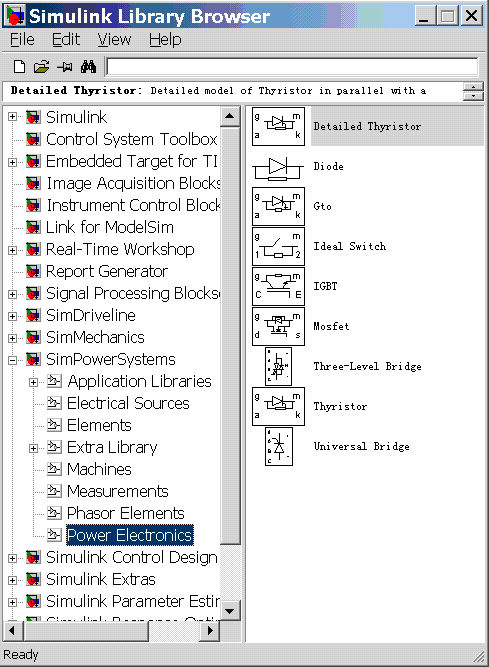 Simulink Library Browser
File Edit View Help
Detailed Thyristor: Detailed model of Thyristor in parallel with a
Simulink
Control System Toolbox
Embedded Target for TI
Image Acquisition Blocks
Instrument Control Block
Link for ModelSim
Real-Time Workshop
Report Generator
Signal Processing Blocks
SimDriveline
SimMechanics
SimPowerSystems
Application Libraries
Electrical Sources
Elements
Extra Library
Machines
Measurements
Phasor Elements
Power Electronics
Simulink Control Design
Simulink Extras
Simulink Parameter Estir
Simulink Response Opti
g m
a k
Detailed Thyristor
Diode
g m
a k
Gto
g m
1 2
Ideal Switch
g m
C E
IGBT
g m
d s
Mosfet
Three-Level Bridge
g m
a k
Thyristor
Universal Bridge
Ready